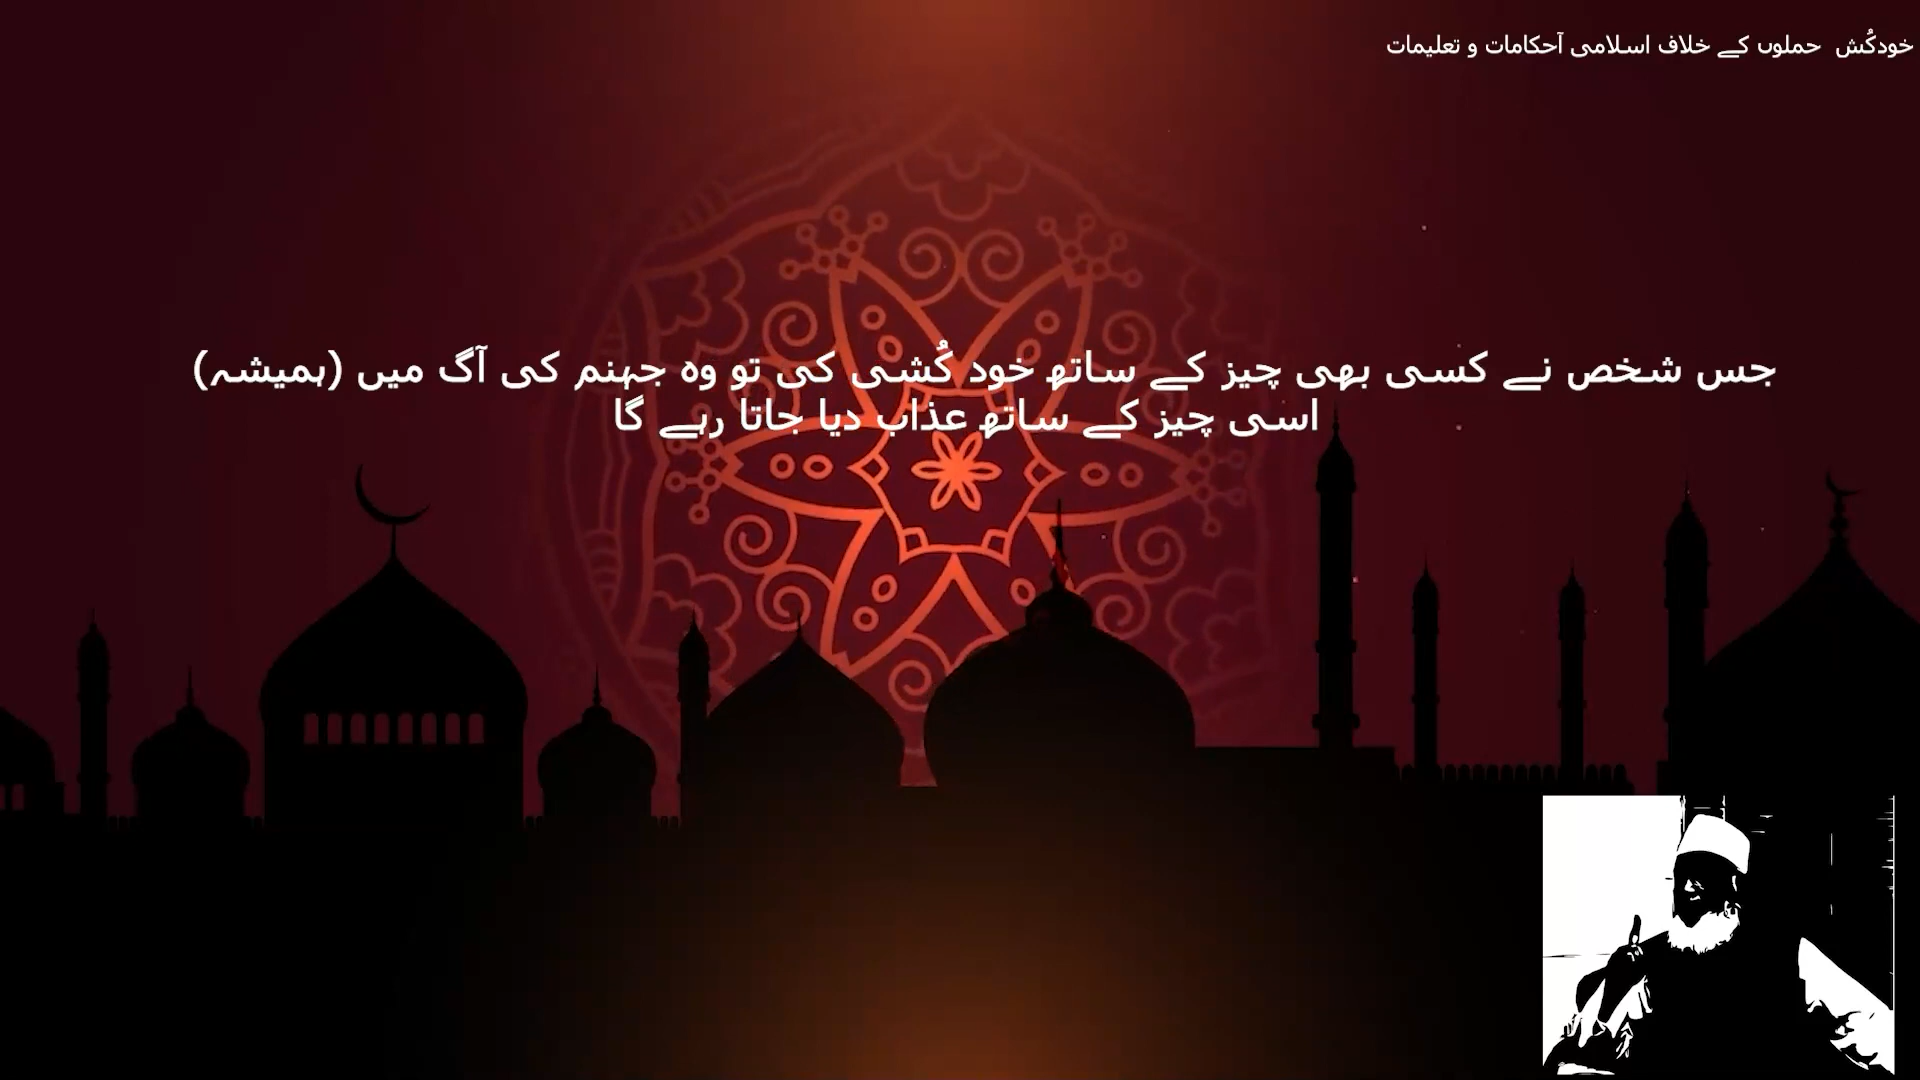 خودکُش حملوں کے خلاف اسلامی آحکامات و تعلیمات
جس شخص نے کسی بھی چیز کے ساتھ خود کُشی کی تو وہ جہنم کی آگ میں (ہمیشہ)
اسی چیز کے ساتھ عذاب دیا جاتا رہے گا